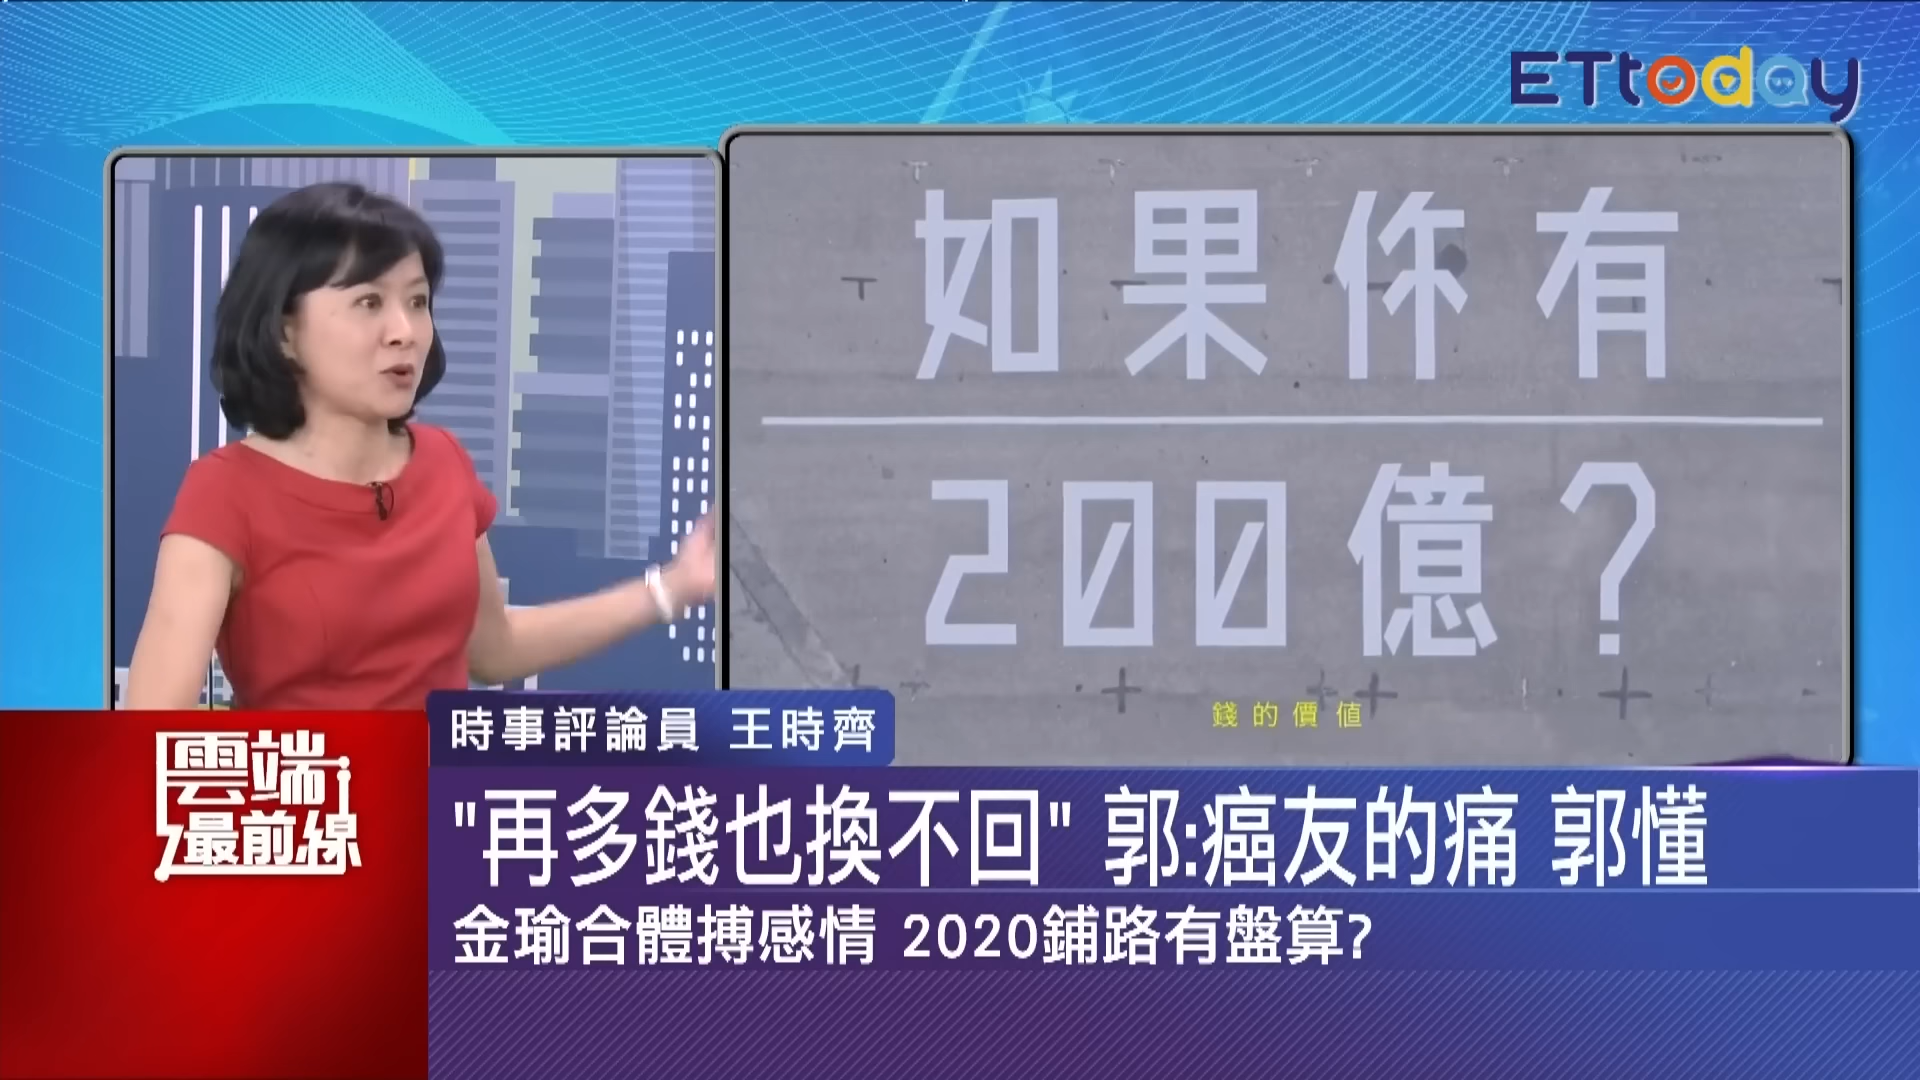 ETtoday
如果你有
200億？
錢的價值
時事評論員 王時齊
雲端
最前線
"再多錢也換不回" 郭:癌友的痛 郭懂
金瑜合體搏感情 2020鋪路有盤算?